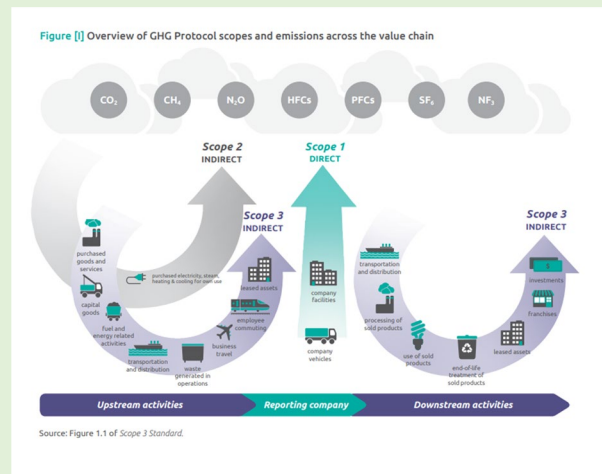 Figure [I] Overview of GHG Protocol scopes and emissions across the value chain
CO₂ CH₄ N₂O HFCs PFCs SF₆ NF₃
Scope 2
INDIRECT
Scope 1
DIRECT
Scope 3
INDIRECT
Scope 3
INDIRECT
purchased
goods and
services
capital
goods
fuel and
energy related
activities
transportation
and distribution
waste
generated in
operations
business
travel
employee
commuting
leased assets
purchased electricity, steam,
heating & cooling for own use
company
facilities
company
vehicles
transportation
and distribution
processing of
sold products
use of sold
products
end-of-life
treatment of
sold products
leased assets
franchises
investments
Upstream activities
Reporting company
Downstream activities
Source: Figure 1.1 of Scope 3 Standard.